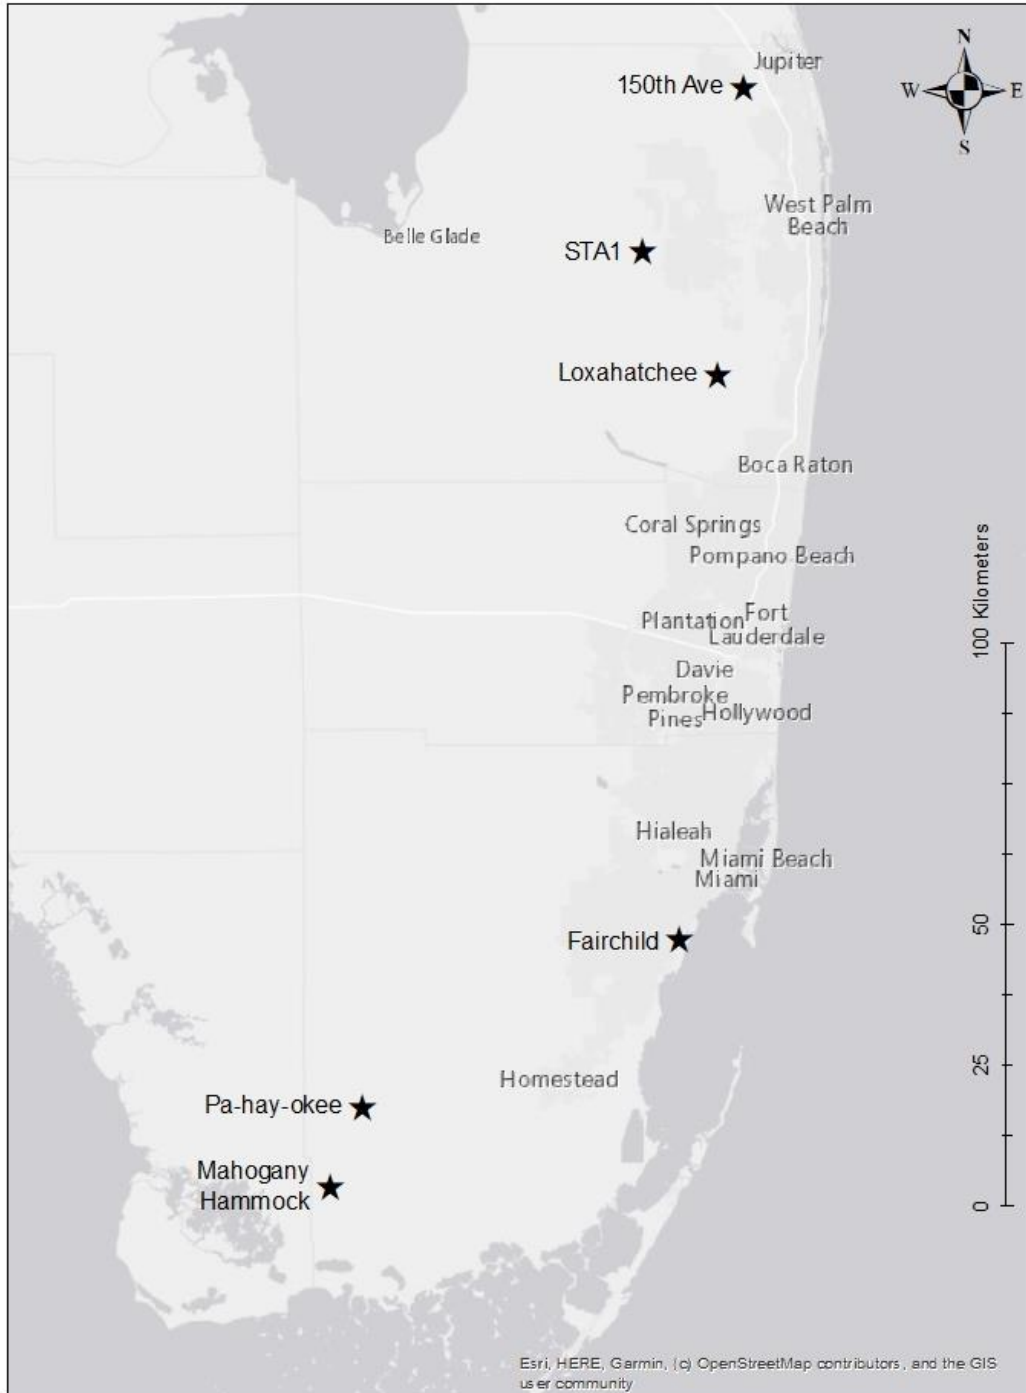 N
Jupiter
150th Ave
W E
S
West Palm
Beach
Belle Glade
STA1
Loxahatchee
Boca Raton
Coral Springs
Pompano Beach
100 Kilometers
Fort
Plantation
Lauderdale
Davie
Pembroke
Pines
Hollywood
Hialeah
Miami Beach
Miami
50
Fairchild
25
Homestead
Pa-hay-okee
Mahogany
Hammock
0
Esri, HERE, Garmin, (c) OpenStreetMap contributors, and the GIS
user community